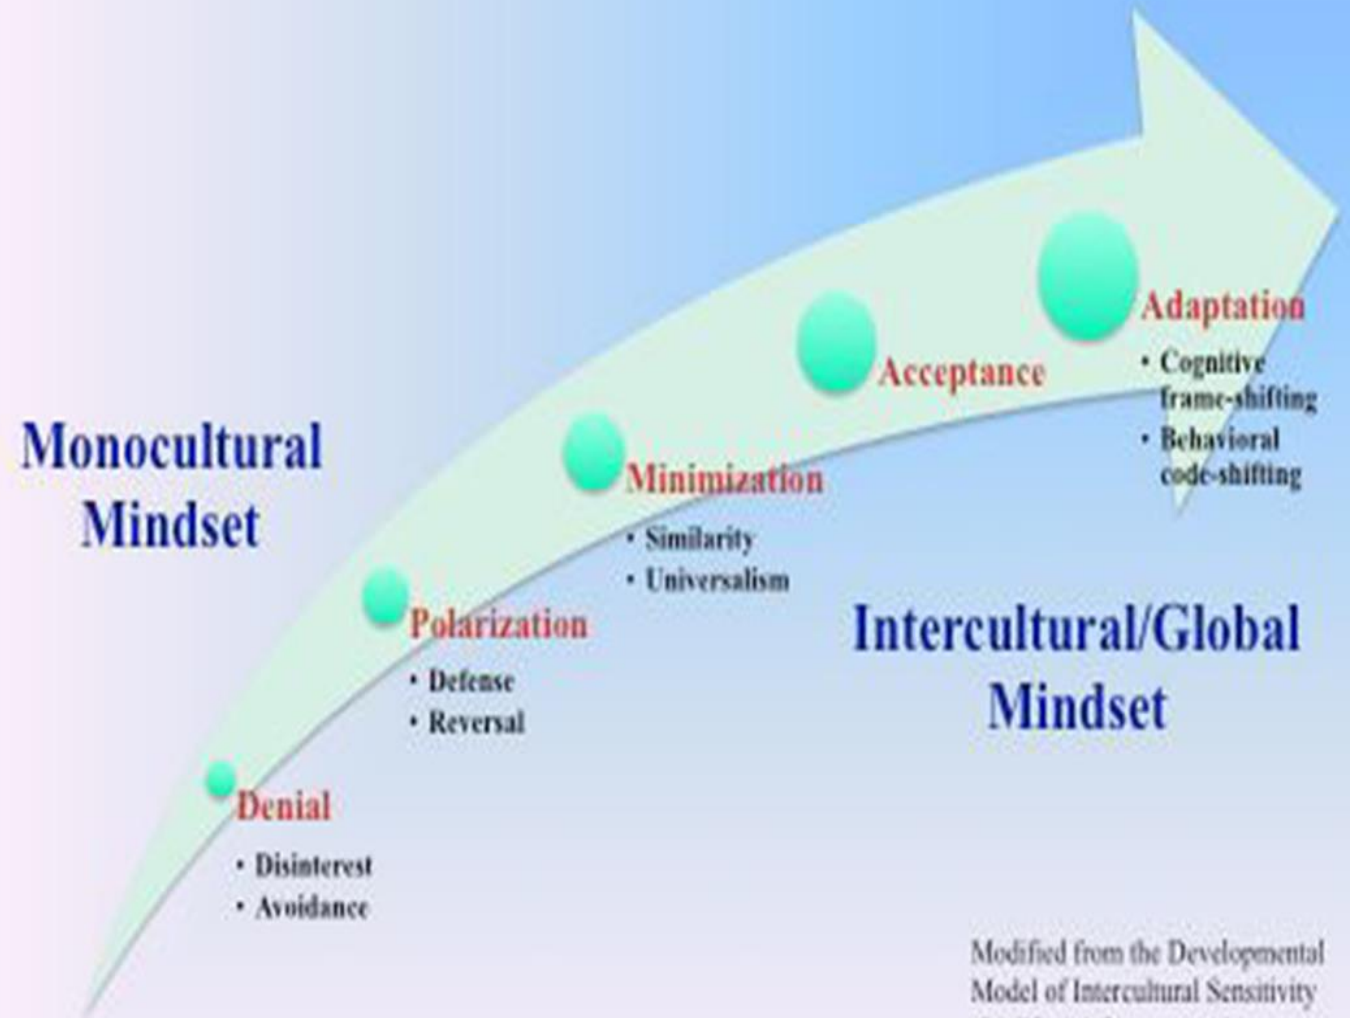 Monocultural
Mindset
Denial
• Disinterest
• Avoidance
Polarization
• Defense
• Reversal
Minimization
• Similarity
• Universalism
Acceptance
Adaptation
• Cognitive
frame-shifting
• Behavioral
code-shifting
Intercultural/Global
Mindset
Modified from the Developmental
Model of Intercultural Sensitivity